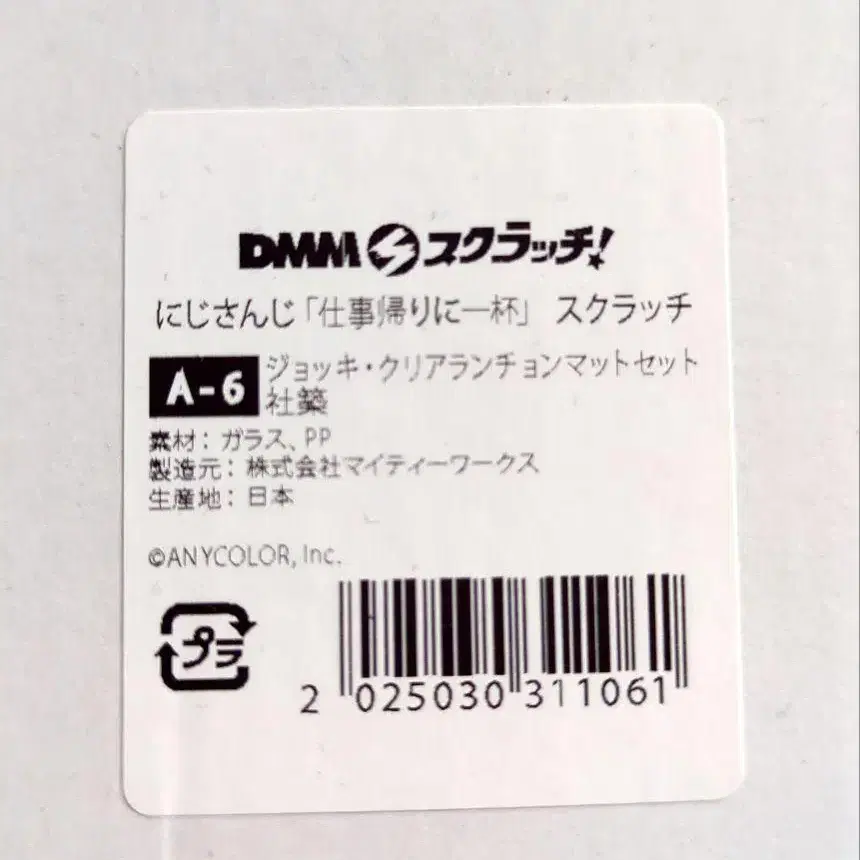 DMMスクラッチ!
にじさんじ「仕事帰りに一杯」 スクラッチ
A-6 ジョッキ・クリアランチョンマットセット
社築
素材：ガラス、PP
製造元：株式会社マイティーワークス
生産地：日本
©ANYCOLOR, Inc.
プラ
2 025030 311061